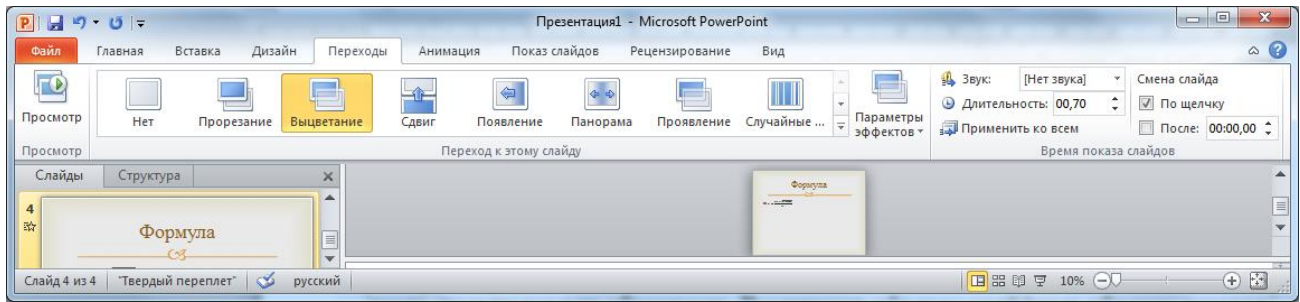 Презентация1 - Microsoft PowerPoint
Файл Главная Вставка Дизайн Переходы Анимация Показ слайдов Рецензирование Вид
Просмотр
Нет Прорезание Выцветание Сдвиг Появление Панорама Проявление Случайные ...
Параметры эффектов
Звук: [Нет звука]
Длительность: 00,70
Применить ко всем
Смена слайда
По щелчку
После: 00:00,00
Просмотр Переход к этому слайду Время показа слайдов
Слайды Структура
4
Формула
Формула
Слайд 4 из 4 "Твердый переплет" русский 10%